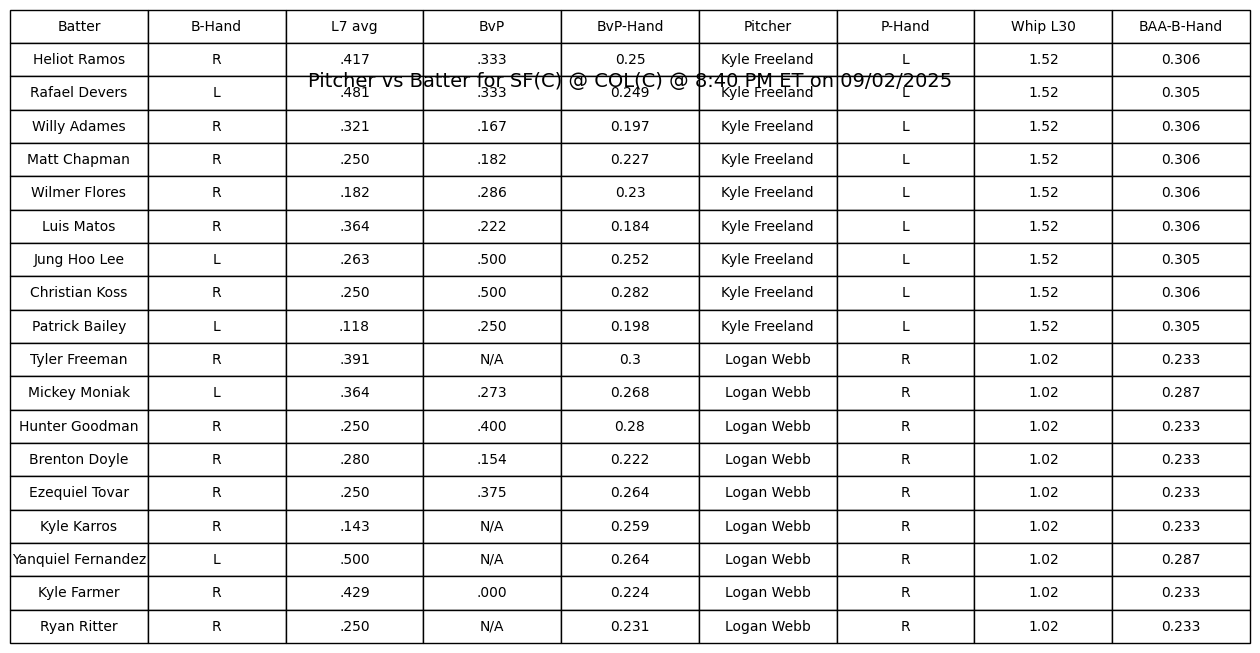 Batter B-Hand L7 avg BvP BvP-Hand Pitcher P-Hand Whip L30 BAA-B-Hand
Heliot Ramos R .417 .333 0.25 Kyle Freeland L 1.52 0.306
Pitcher vs Batter for SF(C) @ COL(C) @ 8:40 PM ET on 09/02/2025
Rafael Devers L .481 .333 0.249 Kyle Freeland L 1.52 0.305
Willy Adames R .321 .167 0.197 Kyle Freeland L 1.52 0.306
Matt Chapman R .250 .182 0.227 Kyle Freeland L 1.52 0.306
Wilmer Flores R .182 .286 0.23 Kyle Freeland L 1.52 0.306
Luis Matos R .364 .222 0.184 Kyle Freeland L 1.52 0.306
Jung Hoo Lee L .263 .500 0.252 Kyle Freeland L 1.52 0.305
Christian Koss R .250 .500 0.282 Kyle Freeland L 1.52 0.306
Patrick Bailey L .118 .250 0.198 Kyle Freeland L 1.52 0.305
Tyler Freeman R .391 N/A 0.3 Logan Webb R 1.02 0.233
Mickey Moniak L .364 .273 0.268 Logan Webb R 1.02 0.287
Hunter Goodman R .250 .400 0.28 Logan Webb R 1.02 0.233
Brenton Doyle R .280 .154 0.222 Logan Webb R 1.02 0.233
Ezequiel Tovar R .250 .375 0.264 Logan Webb R 1.02 0.233
Kyle Karros R .143 N/A 0.259 Logan Webb R 1.02 0.233
Yanquiel Fernandez L .500 N/A 0.264 Logan Webb R 1.02 0.287
Kyle Farmer R .429 .000 0.224 Logan Webb R 1.02 0.233
Ryan Ritter R .250 N/A 0.231 Logan Webb R 1.02 0.233